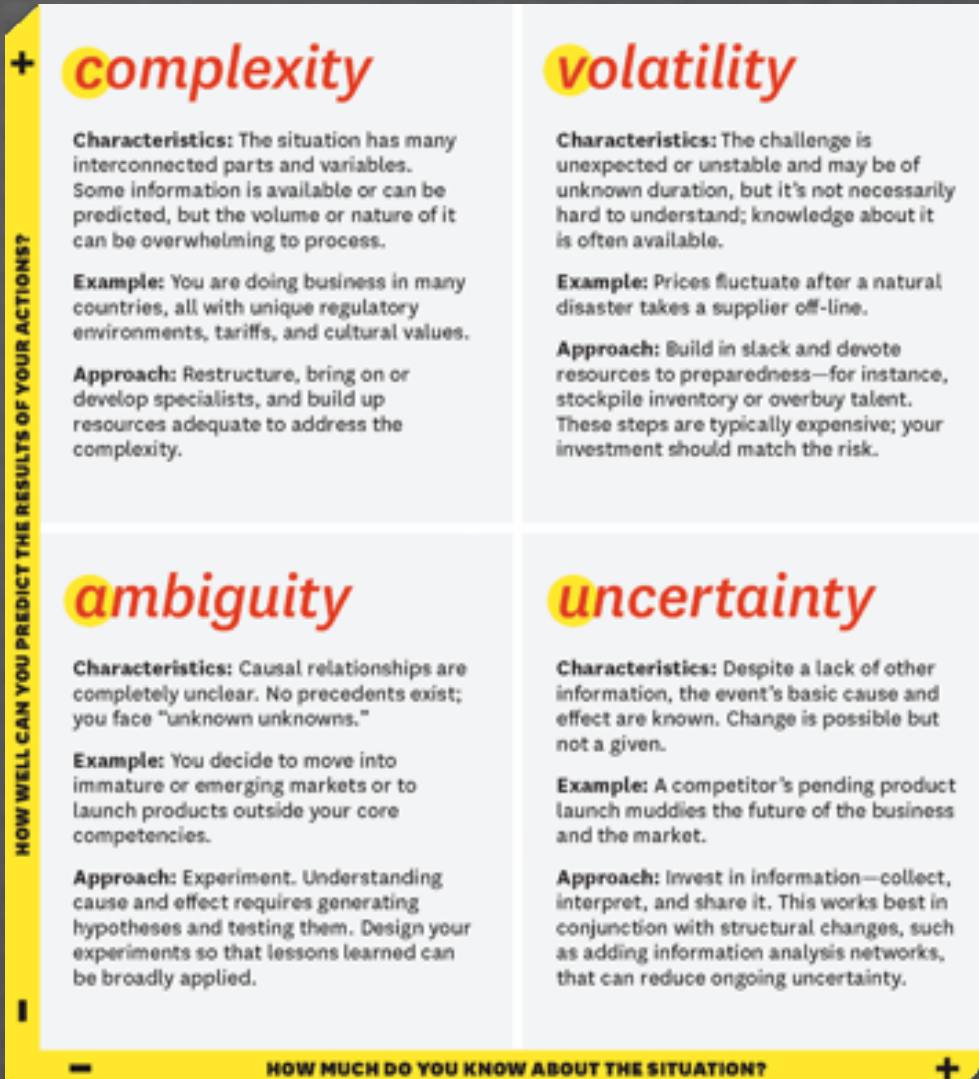 +
HOW WELL CAN YOU PREDICT THE RESULTS OF YOUR ACTIONS?
-
complexity
Characteristics: The situation has many
interconnected parts and variables.
Some information is available or can be
predicted, but the volume or nature of it
can be overwhelming to process.
Example: You are doing business in many
countries, all with unique regulatory
environments, tariffs, and cultural values.
Approach: Restructure, bring on or
develop specialists, and build up
resources adequate to address the
complexity.
volatility
Characteristics: The challenge is
unexpected or unstable and may be of
unknown duration, but it's not necessarily
hard to understand; knowledge about it
is often available.
Example: Prices fluctuate after a natural
disaster takes a supplier off-line.
Approach: Build in slack and devote
resources to preparedness—for instance,
stockpile inventory or overbuy talent.
These steps are typically expensive; your
investment should match the risk.
ambiguity
Characteristics: Causal relationships are
completely unclear. No precedents exist;
you face "unknown unknowns."
Example: You decide to move into
immature or emerging markets or to
launch products outside your core
competencies.
Approach: Experiment. Understanding
cause and effect requires generating
hypotheses and testing them. Design your
experiments so that lessons learned can
be broadly applied.
uncertainty
Characteristics: Despite a lack of other
information, the event's basic cause and
effect are known. Change is possible but
not a given.
Example: A competitor's pending product
launch muddies the future of the business
and the market.
Approach: Invest in information—collect,
interpret, and share it. This works best in
conjunction with structural changes, such
as adding information analysis networks,
that can reduce ongoing uncertainty.
- HOW MUCH DO YOU KNOW ABOUT THE SITUATION? +